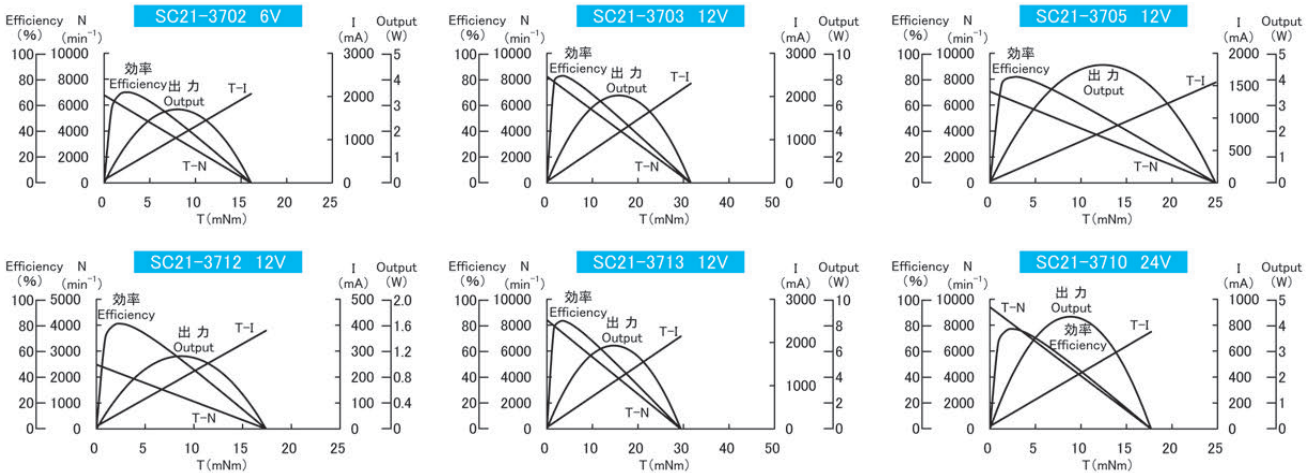 SC21-3702 6V
Efficiency N
(%) (min⁻¹)
I Output
(mA) (W)
100 10000
80 8000
60 6000
40 4000
20 2000
0 0
効率
Efficiency
出力
Output
T-I
T-N
3000 5
4
2000 3
2
1000 1
0 0
0 5 10 15 20 25
T(mNm)
SC21-3703 12V
Efficiency N
(%) (min⁻¹)
I Output
(mA) (W)
100 10000
80 8000
60 6000
40 4000
20 2000
0 0
効率
Efficiency
出力
Output
T-I
T-N
3000 10
8
2000 6
4
1000 2
0 0
0 10 20 30 40 50
T(mNm)
SC21-3705 12V
Efficiency N
(%) (min⁻¹)
I Output
(mA) (W)
100 10000
80 8000
60 6000
40 4000
20 2000
0 0
効率
Efficiency
出力
Output
T-I
T-N
2000 5
1500 4
3
1000 2
500 1
0 0
0 5 10 15 20 25
T(mNm)
SC21-3712 12V
Efficiency N
(%) (min⁻¹)
I Output
(mA) (W)
100 5000
80 4000
60 3000
40 2000
20 1000
0 0
効率
Efficiency
出力
Output
T-I
T-N
500 2.0
400 1.6
300 1.2
200 0.8
100 0.4
0 0
0 5 10 15 20 25
T(mNm)
SC21-3713 12V
Efficiency N
(%) (min⁻¹)
I Output
(mA) (W)
100 10000
80 8000
60 6000
40 4000
20 2000
0 0
効率
Efficiency
出力
Output
T-I
T-N
3000 10
8
2000 6
4
1000 2
0 0
0 10 20 30 40 50
T(mNm)
SC21-3710 24V
Efficiency N
(%) (min⁻¹)
I Output
(mA) (W)
100 10000
80 8000
60 6000
40 4000
20 2000
0 0
T-N
出力
Output
効率
Efficiency
T-I
500 5
400 4
300 3
200 2
100 1
0 0
0 5 10 15 20 25
T(mNm)